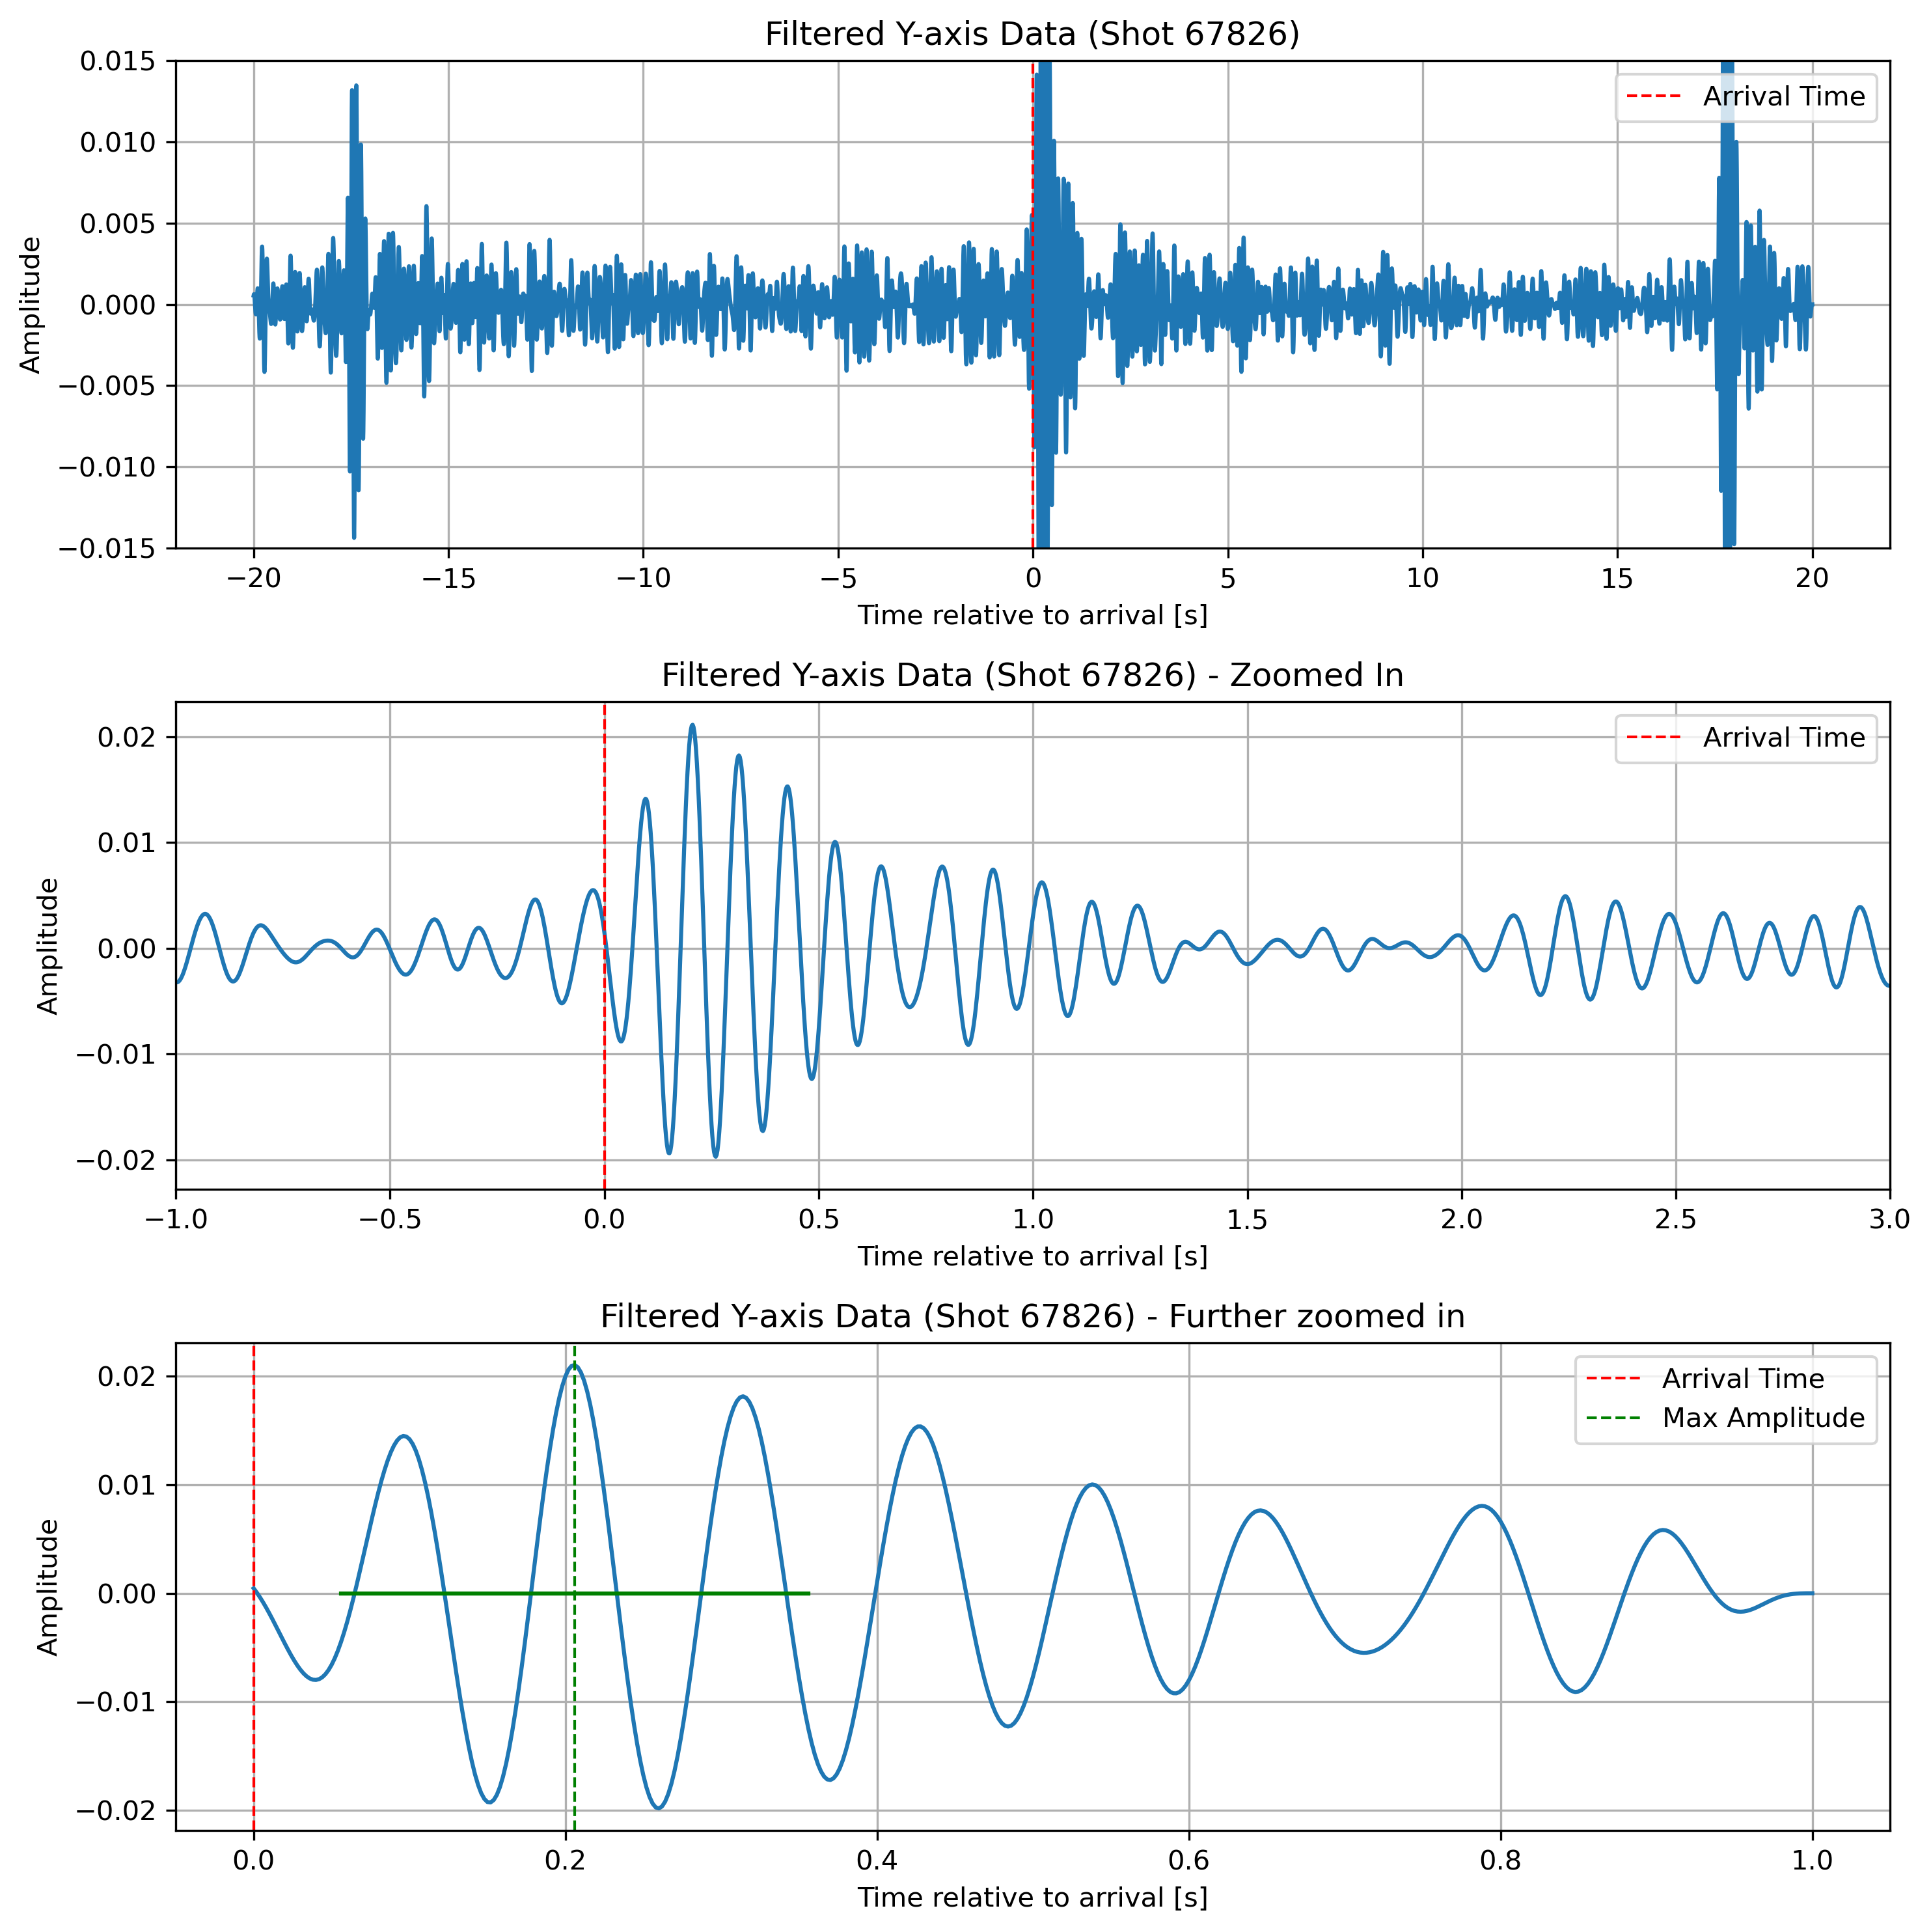 Filtered Y-axis Data (Shot 67826)
0.015
0.010
0.005
0.000
−0.005
−0.010
−0.015
Amplitude
Arrival Time
−20 −15 −10 −5 0 5 10 15 20
Time relative to arrival [s]
Filtered Y-axis Data (Shot 67826) - Zoomed In
0.02
0.01
0.00
−0.01
−0.02
Amplitude
Arrival Time
−1.0 −0.5 0.0 0.5 1.0 1.5 2.0 2.5 3.0
Time relative to arrival [s]
Filtered Y-axis Data (Shot 67826) - Further zoomed in
0.02
0.01
0.00
−0.01
−0.02
Amplitude
Arrival Time
Max Amplitude
0.0 0.2 0.4 0.6 0.8 1.0
Time relative to arrival [s]